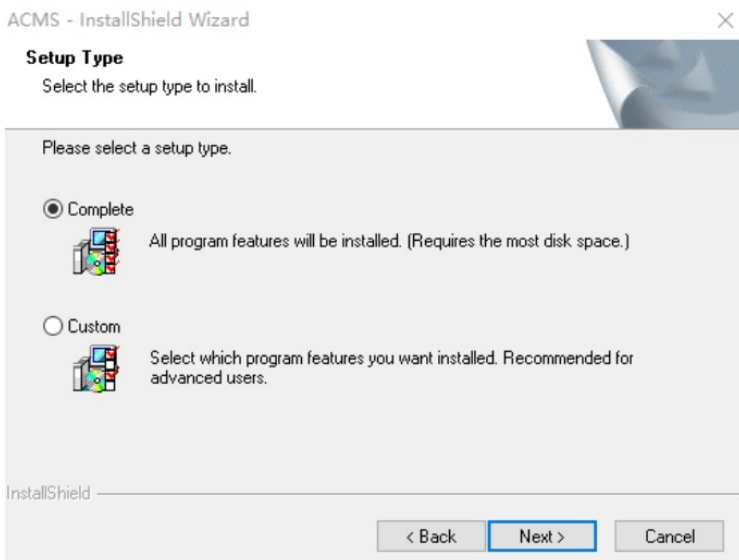 ACMS - InstallShield Wizard
Setup Type
Select the setup type to install.
Please select a setup type.
Complete
All program features will be installed. (Requires the most disk space.)
Custom
Select which program features you want installed. Recommended for
advanced users.
InstallShield
< Back
Next >
Cancel